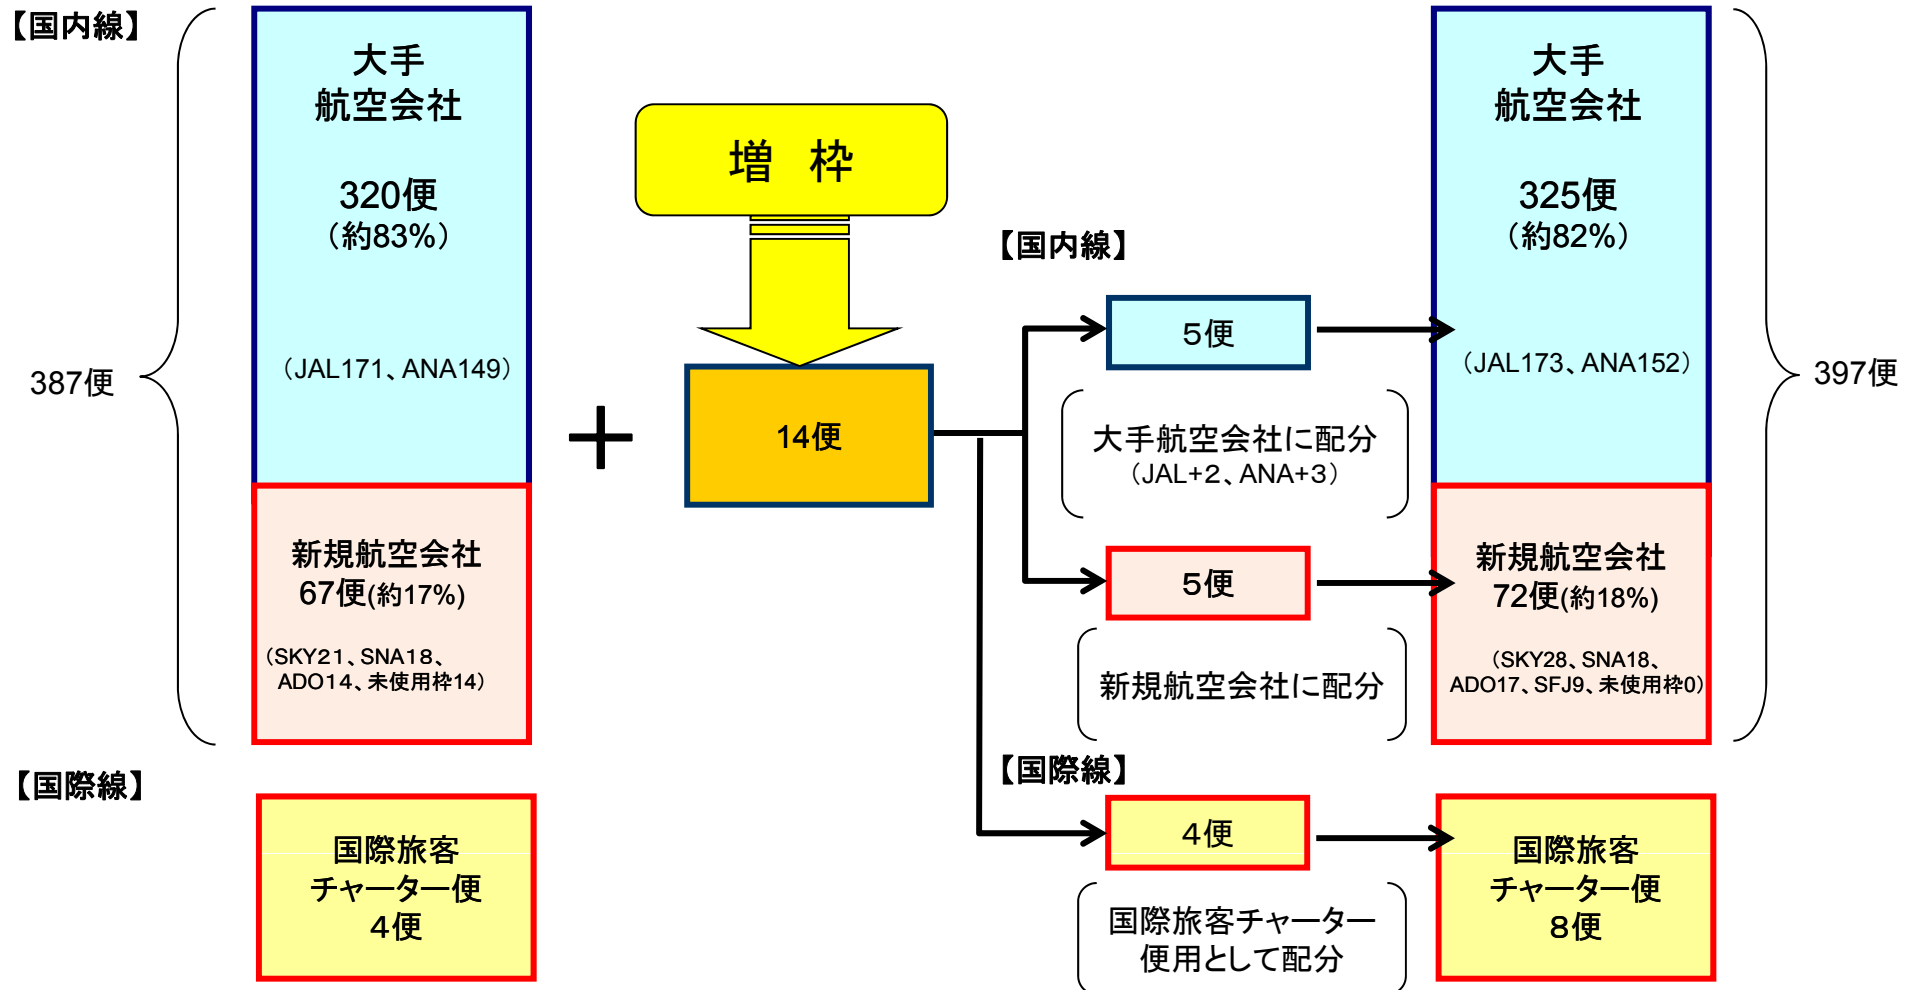 【国内線】
大手
航空会社
320便
（約83%）
（JAL171、ANA149）
387便
新規航空会社
67便(約17%)
（SKY21、SNA18、
ADO14、未使用枠14）
【国際線】
国際旅客
チャーター便
4便
増　枠
＋
14便
【国内線】
５便
大手航空会社に配分
（JAL+２、ANA+３）
５便
新規航空会社に配分
【国際線】
４便
国際旅客チャーター
便用として配分
大手
航空会社
325便
（約82%）
（JAL173、ANA152）
397便
新規航空会社
72便(約18%)
（SKY28、SNA18、
ADO17、SFJ9、未使用枠0）
国際旅客
チャーター便
８便